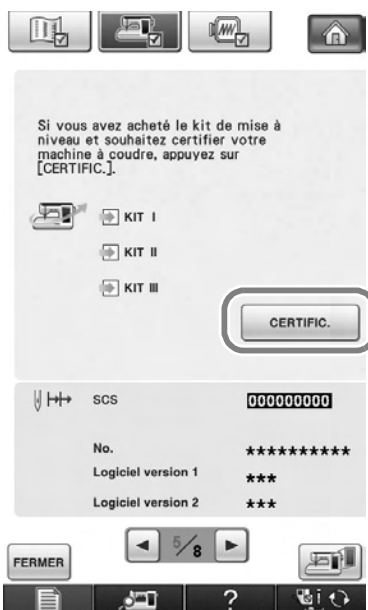 Si vous avez acheté le kit de mise à
niveau et souhaitez certifier votre
machine à coudre, appuyez sur
[CERTIFIC.].
KIT I
KIT II
KIT III
CERTIFIC.
SCS 000000000
No. **********
Logiciel version 1 ***
Logiciel version 2 ***
FERMER 5/8
?